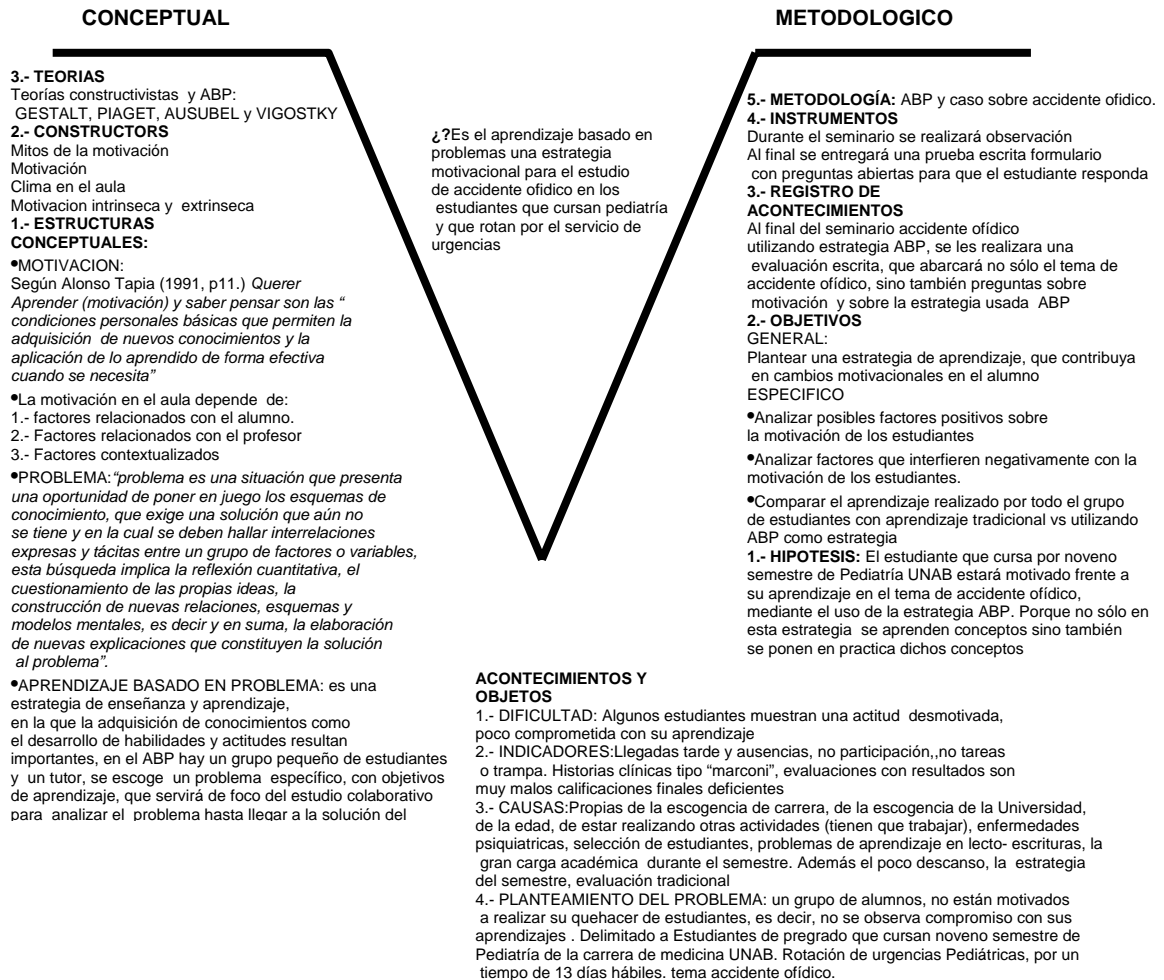 CONCEPTUAL
METODOLOGICO
3.- TEORIAS
Teorías constructivistas y ABP:
GESTALT, PIAGET, AUSUBEL y VIGOSTKY
2.- CONSTRUCTORS
Mitos de la motivación
Motivación
Clima en el aula
Motivacion intrinseca y extrinseca
1.- ESTRUCTURAS
CONCEPTUALES:
•MOTIVACION:
Según Alonso Tapia (1991, p11.) Querer
Aprender (motivación) y saber pensar son las “
condiciones personales básicas que permiten la
adquisición de nuevos conocimientos y la
aplicación de lo aprendido de forma efectiva
cuando se necesita”
•La motivación en el aula depende de:
1.- factores relacionados con el alumno.
2.- Factores relacionados con el profesor
3.- Factores contextualizados
•PROBLEMA:“problema es una situación que presenta
una oportunidad de poner en juego los esquemas de
conocimiento, que exige una solución que aún no
se tiene y en la cual se deben hallar interrelaciones
expresas y tácitas entre un grupo de factores o variables,
esta búsqueda implica la reflexión cuantitativa, el
cuestionamiento de las propias ideas, la
construcción de nuevas relaciones, esquemas y
modelos mentales, es decir y en suma, la elaboración
de nuevas explicaciones que constituyen la solución
al problema”.
•APRENDIZAJE BASADO EN PROBLEMA: es una
estrategia de enseñanza y aprendizaje,
en la que la adquisición de conocimientos como
el desarrollo de habilidades y actitudes resultan
importantes, en el ABP hay un grupo pequeño de estudiantes
y un tutor, se escoge un problema específico, con objetivos
de aprendizaje, que servirá de foco del estudio colaborativo
para analizar el problema hasta llegar a la solución del
¿?Es el aprendizaje basado en
problemas una estrategia
motivacional para el estudio
de accidente ofidico en los
estudiantes que cursan pediatría
y que rotan por el servicio de
urgencias
5.- METODOLOGÍA: ABP y caso sobre accidente ofidico.
4.- INSTRUMENTOS
Durante el seminario se realizará observación
Al final se entregará una prueba escrita formulario
con preguntas abiertas para que el estudiante responda
3.- REGISTRO DE
ACONTECIMIENTOS
Al final del seminario accidente ofídico
utilizando estrategia ABP, se les realizara una
evaluación escrita, que abarcará no sólo el tema de
accidente ofídico, sino también preguntas sobre
motivación y sobre la estrategia usada ABP
2.- OBJETIVOS
GENERAL:
Plantear una estrategia de aprendizaje, que contribuya
en cambios motivacionales en el alumno
ESPECIFICO
•Analizar posibles factores positivos sobre
la motivación de los estudiantes
•Analizar factores que interfieren negativamente con la
motivación de los estudiantes.
•Comparar el aprendizaje realizado por todo el grupo
de estudiantes con aprendizaje tradicional vs utilizando
ABP como estrategia
1.- HIPOTESIS: El estudiante que cursa por noveno
semestre de Pediatría UNAB estará motivado frente a
su aprendizaje en el tema de accidente ofídico,
mediante el uso de la estrategia ABP. Porque no sólo en
esta estrategia se aprenden conceptos sino también
se ponen en practica dichos conceptos
ACONTECIMIENTOS Y
OBJETOS
1.- DIFICULTAD: Algunos estudiantes muestran una actitud desmotivada,
poco comprometida con su aprendizaje
2.- INDICADORES:Llegadas tarde y ausencias, no participación,,no tareas
o trampa. Historias clínicas tipo “marconi”, evaluaciones con resultados son
muy malos calificaciones finales deficientes
3.- CAUSAS:Propias de la escogencia de carrera, de la escogencia de la Universidad,
de la edad, de estar realizando otras actividades (tienen que trabajar), enfermedades
psiquiatricas, selección de estudiantes, problemas de aprendizaje en lecto- escrituras, la
gran carga académica durante el semestre. Además el poco descanso, la estrategia
del semestre, evaluación tradicional
4.- PLANTEAMIENTO DEL PROBLEMA: un grupo de alumnos, no están motivados
a realizar su quehacer de estudiantes, es decir, no se observa compromiso con sus
aprendizajes . Delimitado a Estudiantes de pregrado que cursan noveno semestre de
Pediatría de la carrera de medicina UNAB. Rotación de urgencias Pediátricas, por un
tiempo de 13 días hábiles. tema accidente ofídico.